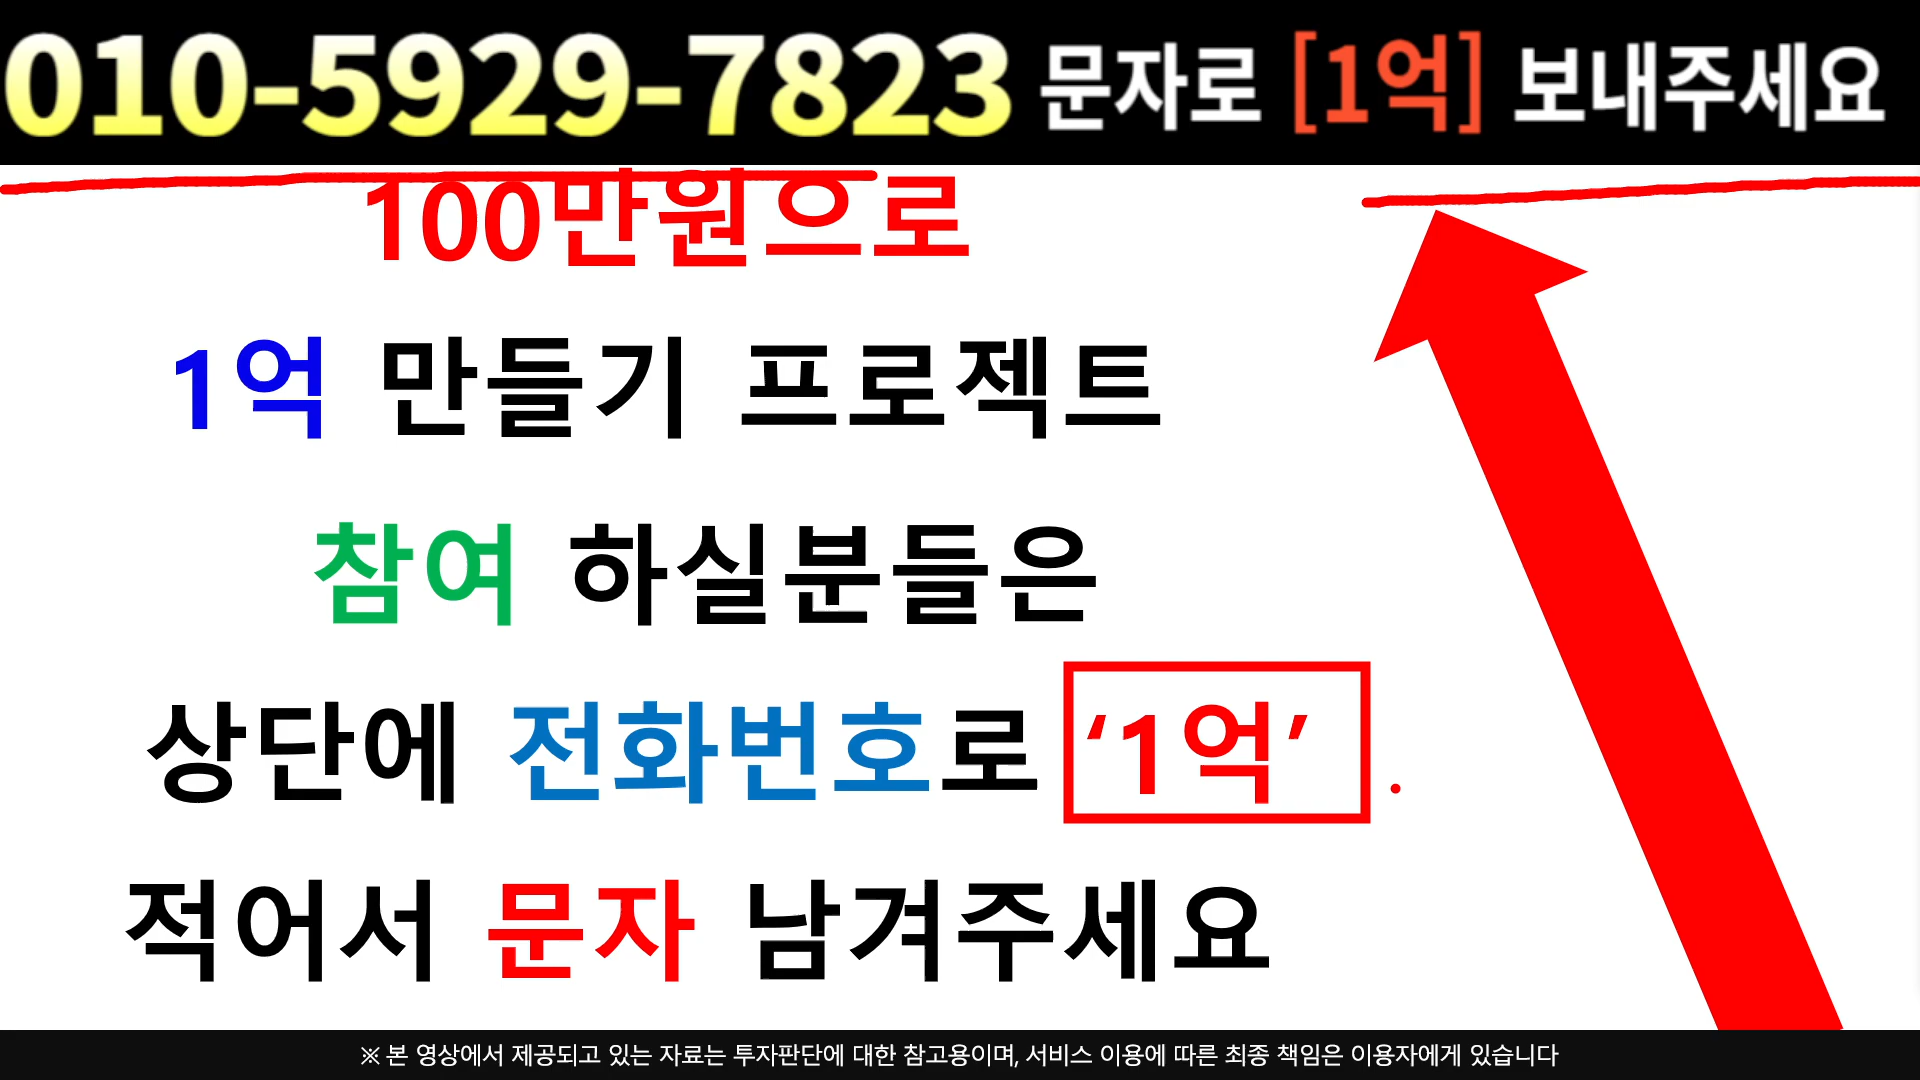 010-5929-7823 문자로 [1억] 보내주세요
100만원으로
1억 만들기 프로젝트
참여 하실분들은
상단에 전화번호로 ‘1억’ .
적어서 문자 남겨주세요
※ 본 영상에서 제공되고 있는 자료는 투자판단에 대한 참고용이며, 서비스 이용에 따른 최종 책임은 이용자에게 있습니다